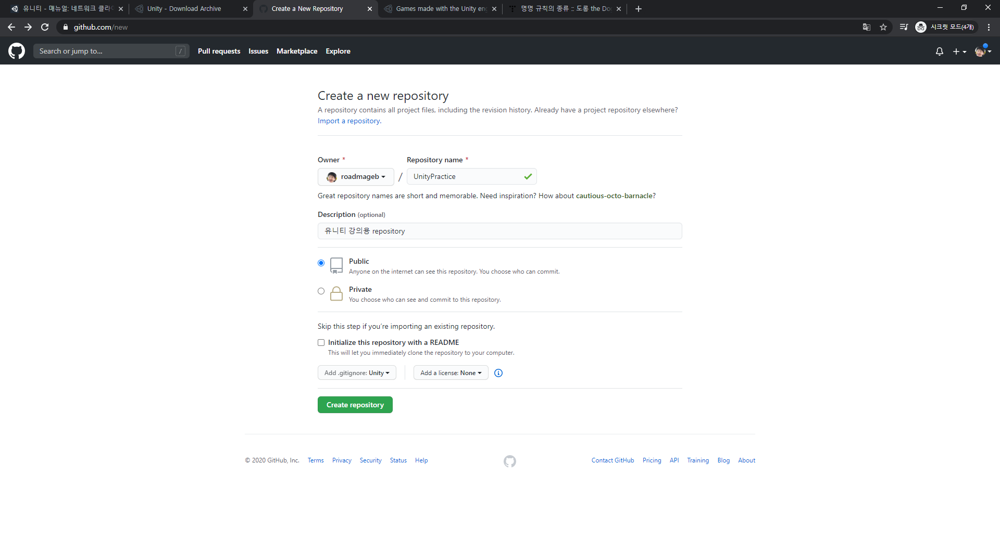 유니티 - 매뉴얼: 네트워크 클라이
Unity - Download Archive
Create a New Repository
Games made with the Unity en
명명 규칙의 종류 :: 도롱 the Do
github.com/new
시크릿 모드(4개)
Search or jump to...
/
Pull requests
Issues
Marketplace
Explore
Create a new repository
A repository contains all project files, including the revision history. Already have a project repository elsewhere?
Import a repository.
Owner *
Repository name *
roadmageb
/
UnityPractice
Great repository names are short and memorable. Need inspiration? How about cautious-octo-barnacle?
Description (optional)
유니티 강의용 repository
Public
Anyone on the internet can see this repository. You choose who can commit.
Private
You choose who can see and commit to this repository.
Skip this step if you’re importing an existing repository.
Initialize this repository with a README
This will let you immediately clone the repository to your computer.
Add .gitignore: Unity
Add a license: None
Create repository
© 2020 GitHub, Inc.
Terms
Privacy
Security
Status
Help
Contact GitHub
Pricing
API
Training
Blog
About